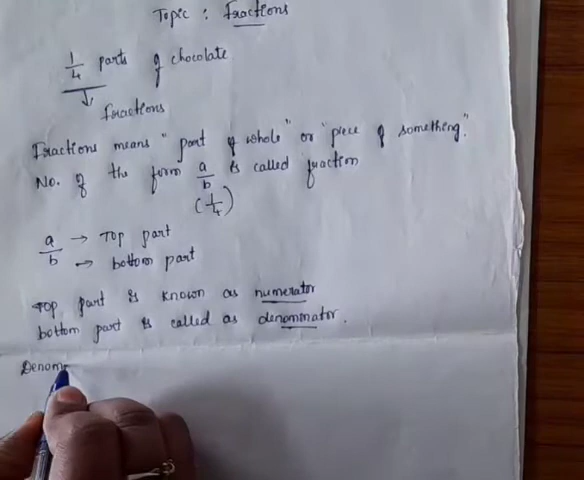 Topic : Fractions
1/4 parts of chocolate
↓
fractions
Fractions means "part of whole" or "piece of something."
No. of the form a/b is called fraction
(1/4)
a/b → Top part
→ bottom part
Top part is known as numerator
bottom part is called as denominator.
Denom